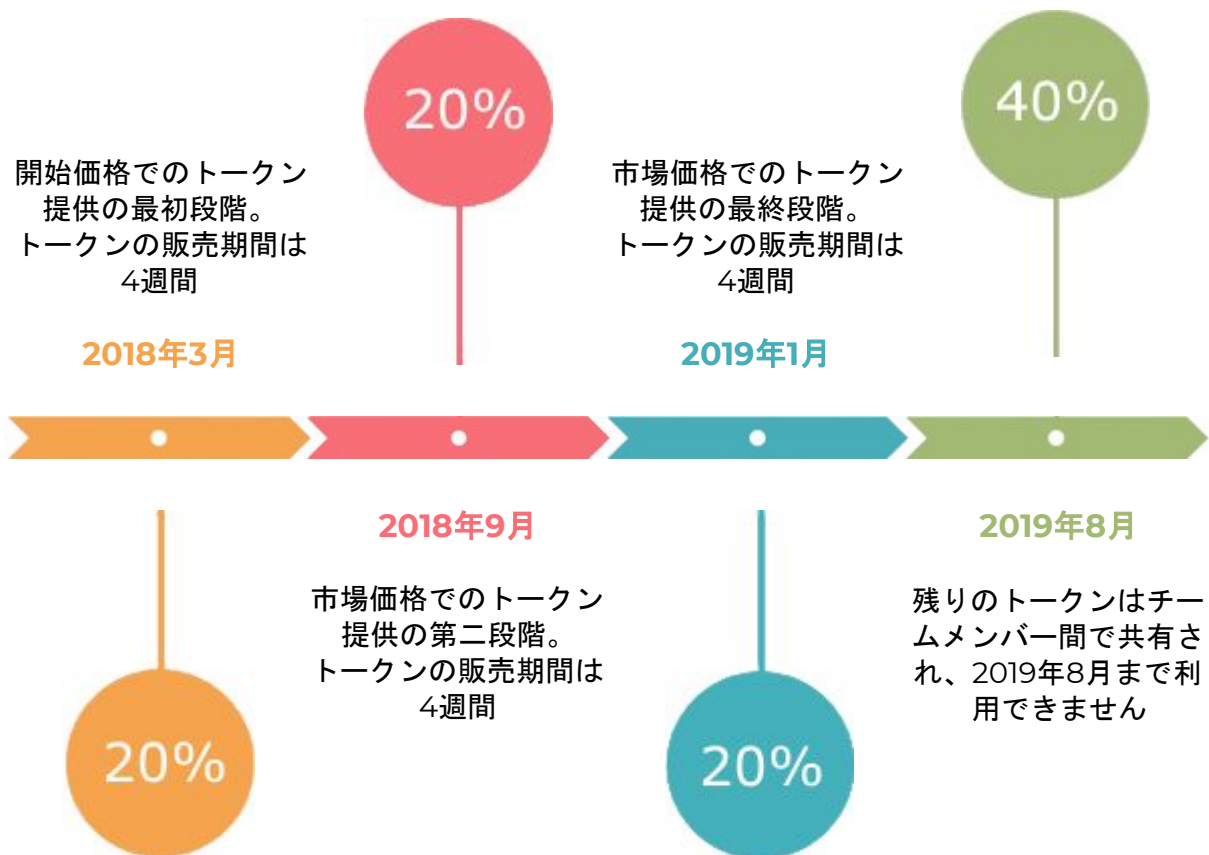 開始価格でのトークン
提供の最初段階。
トークンの販売期間は
4週間
2018年3月
20%
20%
2018年9月
市場価格でのトークン
提供の第二段階。
トークンの販売期間は
4週間
市場価格でのトークン
提供の最終段階。
トークンの販売期間は
4週間
2019年1月
20%
40%
2019年8月
残りのトークンはチー
ムメンバー間で共有さ
れ、2019年8月まで利
用できません